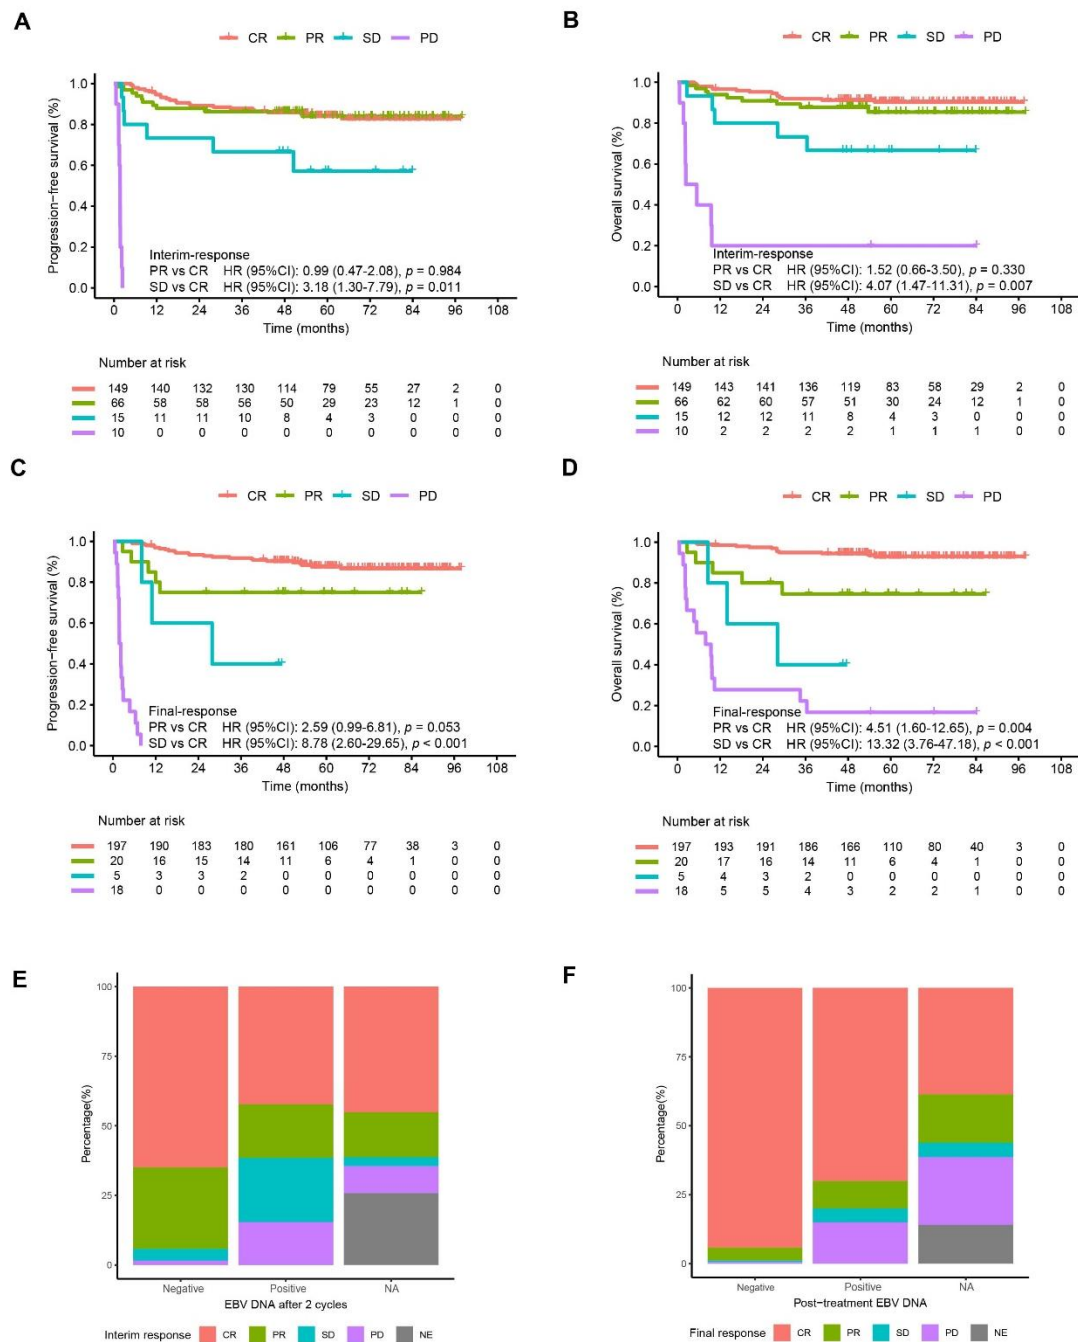 A
CR PR SD PD
Progression-free survival (%)
1.0
0.8
0.6
0.4
0.2
0.0
Interim-response
PR vs CR HR (95%CI): 0.99 (0.47-2.08), p = 0.984
SD vs CR HR (95%CI): 3.18 (1.30-7.79), p = 0.011
0 12 24 36 48 60 72 84 96 108
Time (months)
Number at risk
149 140 132 130 114 79 55 27 2 0
66 58 58 56 50 29 23 12 1 0
15 11 11 10 8 4 3 0 0 0
10 0 0 0 0 0 0 0 0 0
B
CR PR SD PD
Overall survival (%)
1.0
0.8
0.6
0.4
0.2
0.0
Interim-response
PR vs CR HR (95%CI): 1.52 (0.66-3.50), p = 0.330
SD vs CR HR (95%CI): 4.07 (1.47-11.31), p = 0.007
0 12 24 36 48 60 72 84 96 108
Time (months)
Number at risk
149 143 141 136 119 83 58 29 2 0
66 62 60 57 51 30 24 12 1 0
15 12 12 11 8 4 3 0 0 0
10 2 2 2 2 1 1 1 0 0
C
CR PR SD PD
Progression-free survival (%)
1.0
0.8
0.6
0.4
0.2
0.0
Final-response
PR vs CR HR (95%CI): 2.59 (0.99-6.81), p = 0.053
SD vs CR HR (95%CI): 8.78 (2.60-29.65), p < 0.001
0 12 24 36 48 60 72 84 96 108
Time (months)
Number at risk
197 190 183 180 161 106 77 38 3 0
20 16 15 14 11 6 4 1 0 0
5 3 3 2 0 0 0 0 0 0
18 0 0 0 0 0 0 0 0 0
D
CR PR SD PD
Overall survival (%)
1.0
0.8
0.6
0.4
0.2
0.0
Final-response
PR vs CR HR (95%CI): 4.51 (1.60-12.65), p = 0.004
SD vs CR HR (95%CI): 13.32 (3.76-47.18), p < 0.001
0 12 24 36 48 60 72 84 96 108
Time (months)
Number at risk
197 193 191 186 166 110 80 40 3 0
20 17 16 14 11 6 4 1 0 0
5 4 3 2 0 0 0 0 0 0
18 5 5 4 3 2 2 1 0 0
E
Percentage(%)
100
75
50
25
0
Negative Positive NA
EBV DNA after 2 cycles
Interim response CR PR SD PD NE
F
Percentage(%)
100
75
50
25
0
Negative Positive NA
Post-treatment EBV DNA
Final response CR PR SD PD NE